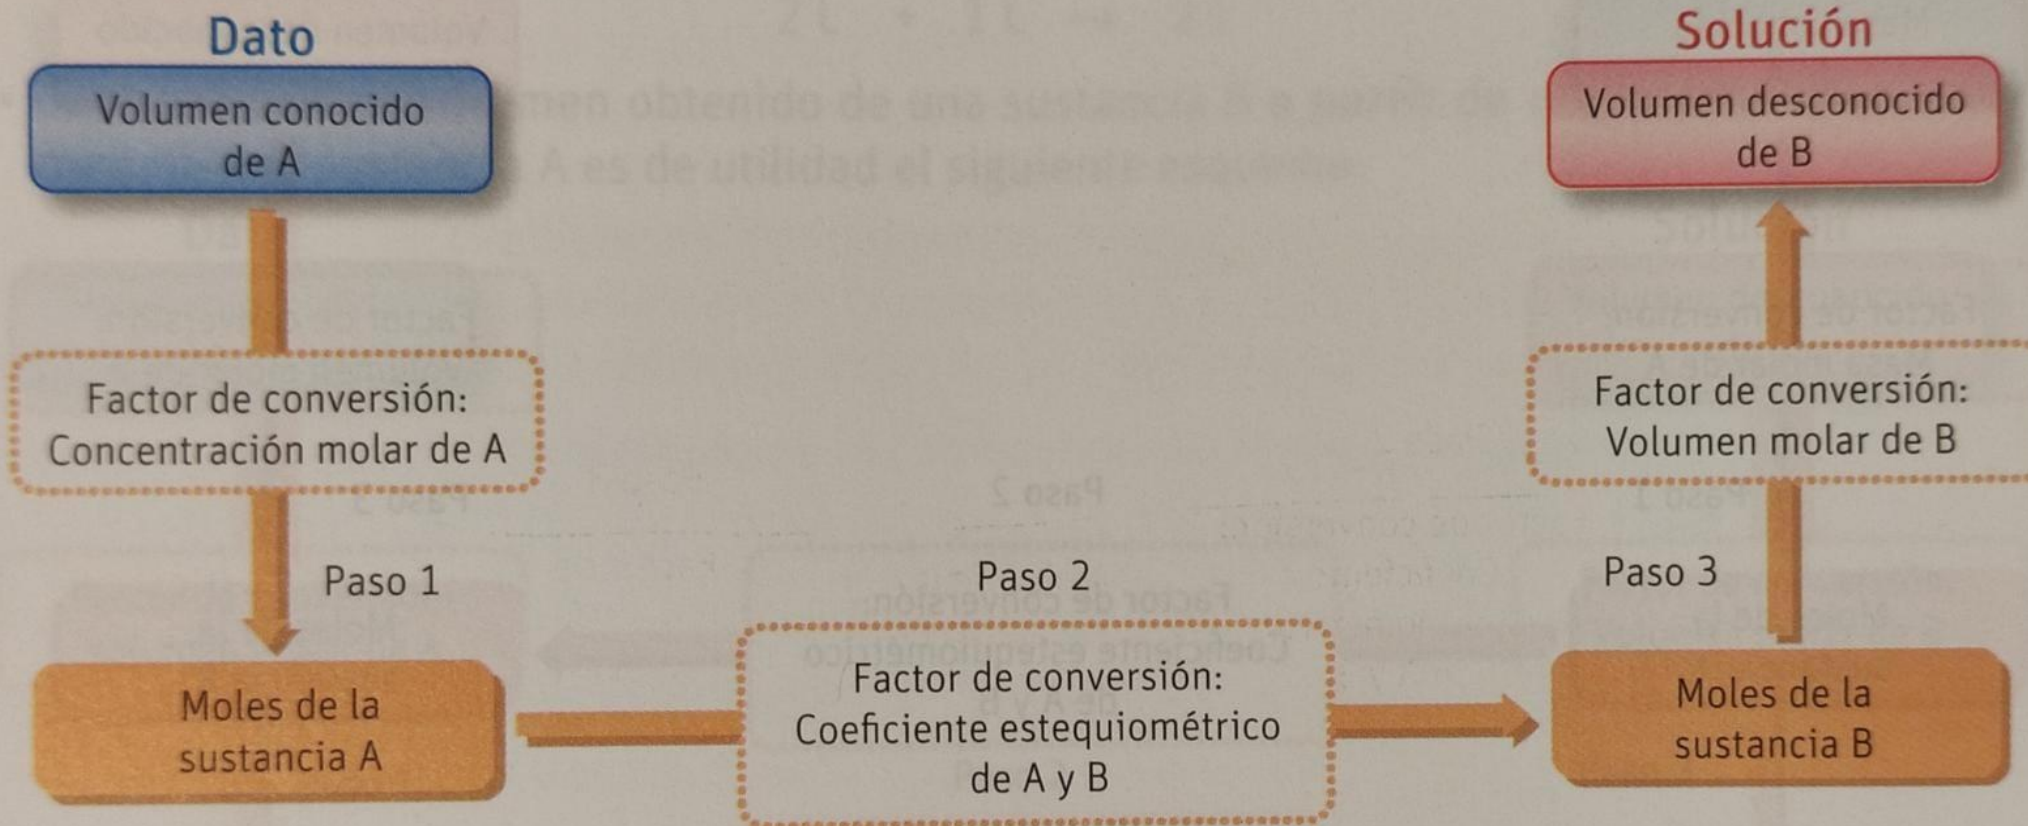 Dato
Volumen conocido
de A
Factor de conversión:
Concentración molar de A
Paso 1
Moles de la
sustancia A
Paso 2
Factor de conversión:
Coeficiente estequiométrico
de A y B
Solución
Volumen desconocido
de B
Factor de conversión:
Volumen molar de B
Paso 3
Moles de la
sustancia B